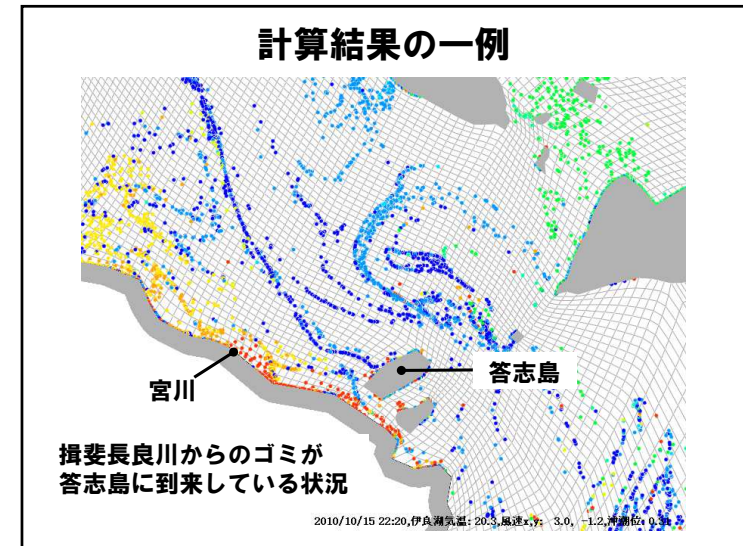 計算結果の一例
答志島
宮川
揖斐長良川からのゴミが
答志島に到来している状況
2010/10/15 22:20,伊良湖気温: 20.3,風速x,y: 3.0, -1.2,沖潮位: 0.3